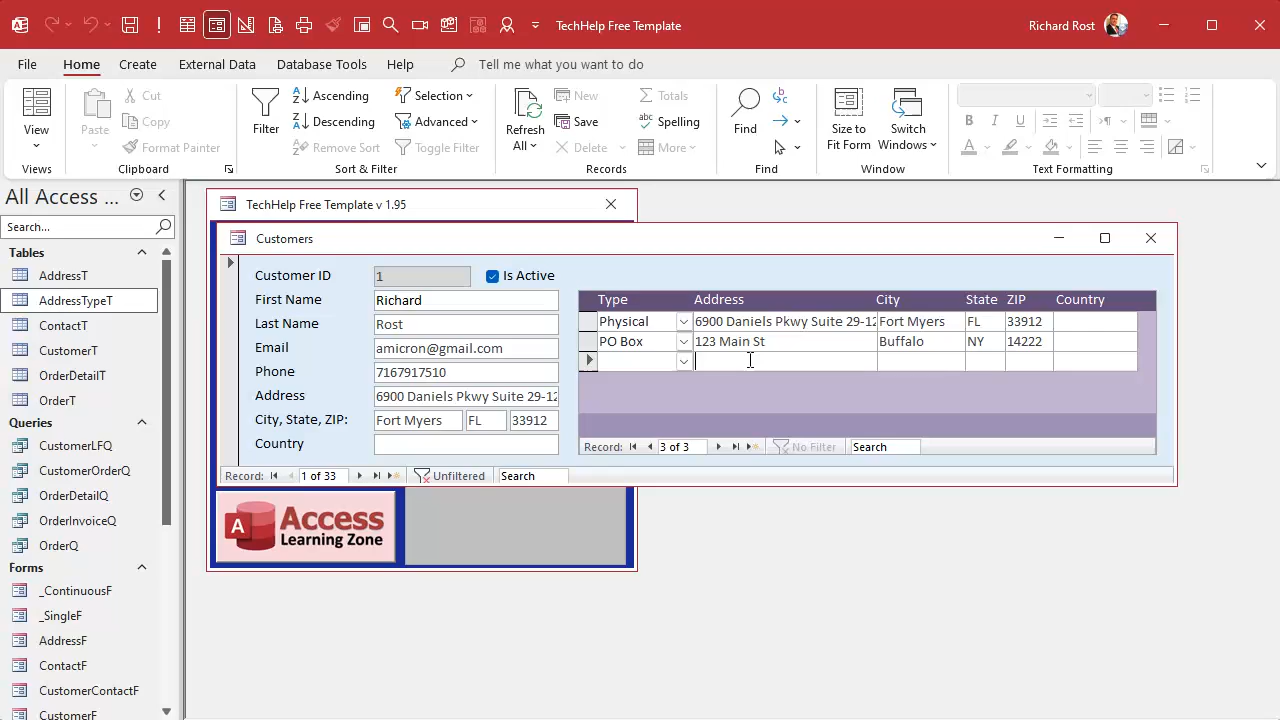 TechHelp Free Template
Richard Rost
File Home Create External Data Database Tools Help Tell me what you want to do
View
Views
Paste
Cut
Copy
Format Painter
Clipboard
Filter
Ascending
Descending
Remove Sort
Selection
Advanced
Toggle Filter
Sort & Filter
Refresh
All
New
Save
Delete
Totals
Spelling
More
Records
Find
Find
Size to
Fit Form
Switch
Windows
Window
Text Formatting
All Access ...
Search...
Tables
AddressT
AddressTypeT
ContactT
CustomerT
OrderDetailT
OrderT
Queries
CustomerLFQ
CustomerOrderQ
OrderDetailQ
OrderInvoiceQ
OrderQ
Forms
_ContinuousF
_SingleF
AddressF
ContactF
CustomerContactF
CustomerF
TechHelp Free Template v 1.95
Customers
Customer ID 1 Is Active
First Name Richard
Last Name Rost
Email amicron@gmail.com
Phone 7167917510
Address 6900 Daniels Pkwy Suite 29-12
City, State, ZIP: Fort Myers FL 33912
Country
Type Address City State ZIP Country
Physical 6900 Daniels Pkwy Suite 29-12 Fort Myers FL 33912
PO Box 123 Main St Buffalo NY 14222
Record: 3 of 3 No Filter Search
Record: 1 of 33 Unfiltered Search
A Access
Learning Zone